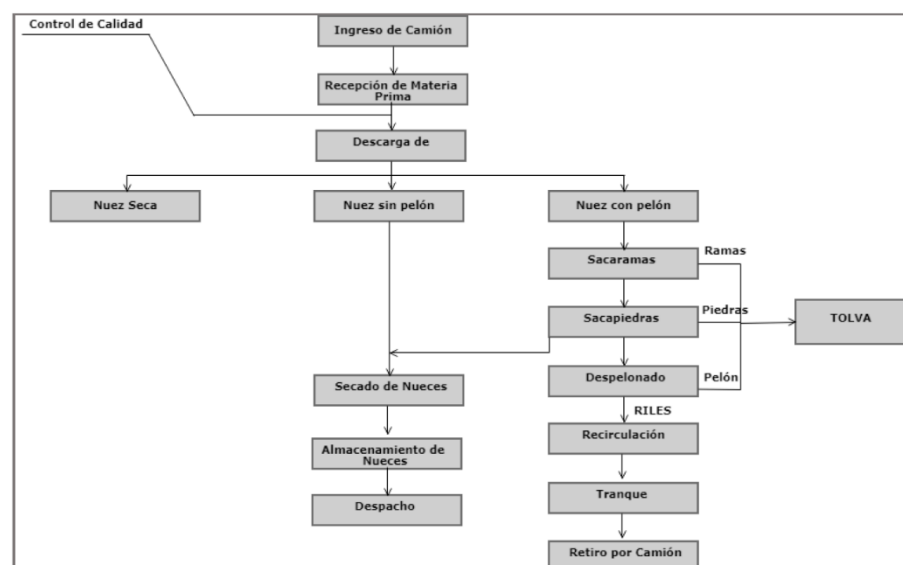 Control de Calidad
Ingreso de Camión
Recepción de Materia
Prima
Descarga de
Nuez Seca
Nuez sin pelón
Nuez con pelón
Sacaramas
Ramas
Sacapiedras
Piedras
TOLVA
Secado de Nueces
Despelonado
Pelón
RILES
Almacenamiento de
Nueces
Recirculación
Despacho
Tranque
Retiro por Camión